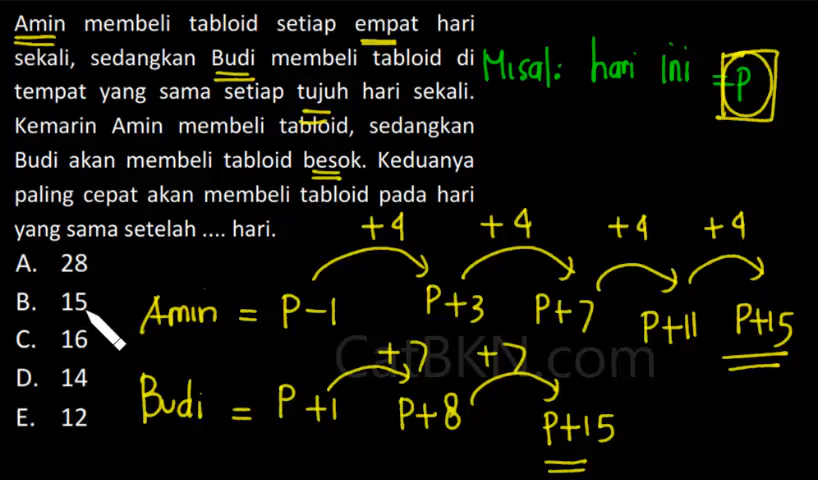 Amin membeli tabloid setiap empat hari
sekali, sedangkan Budi membeli tabloid di
tempat yang sama setiap tujuh hari sekali.
Kemarin Amin membeli tabloid, sedangkan
Budi akan membeli tabloid besok. Keduanya
paling cepat akan membeli tabloid pada hari
yang sama setelah .... hari.
Misal: hari ini = P
A. 28
B. 15
C. 16
D. 14
E. 12
+4 +4 +4 +4
Amin = P-1 P+3 P+7 P+11 P+15
CatBKN.com
+7 +7
Budi = P+1 P+8 P+15